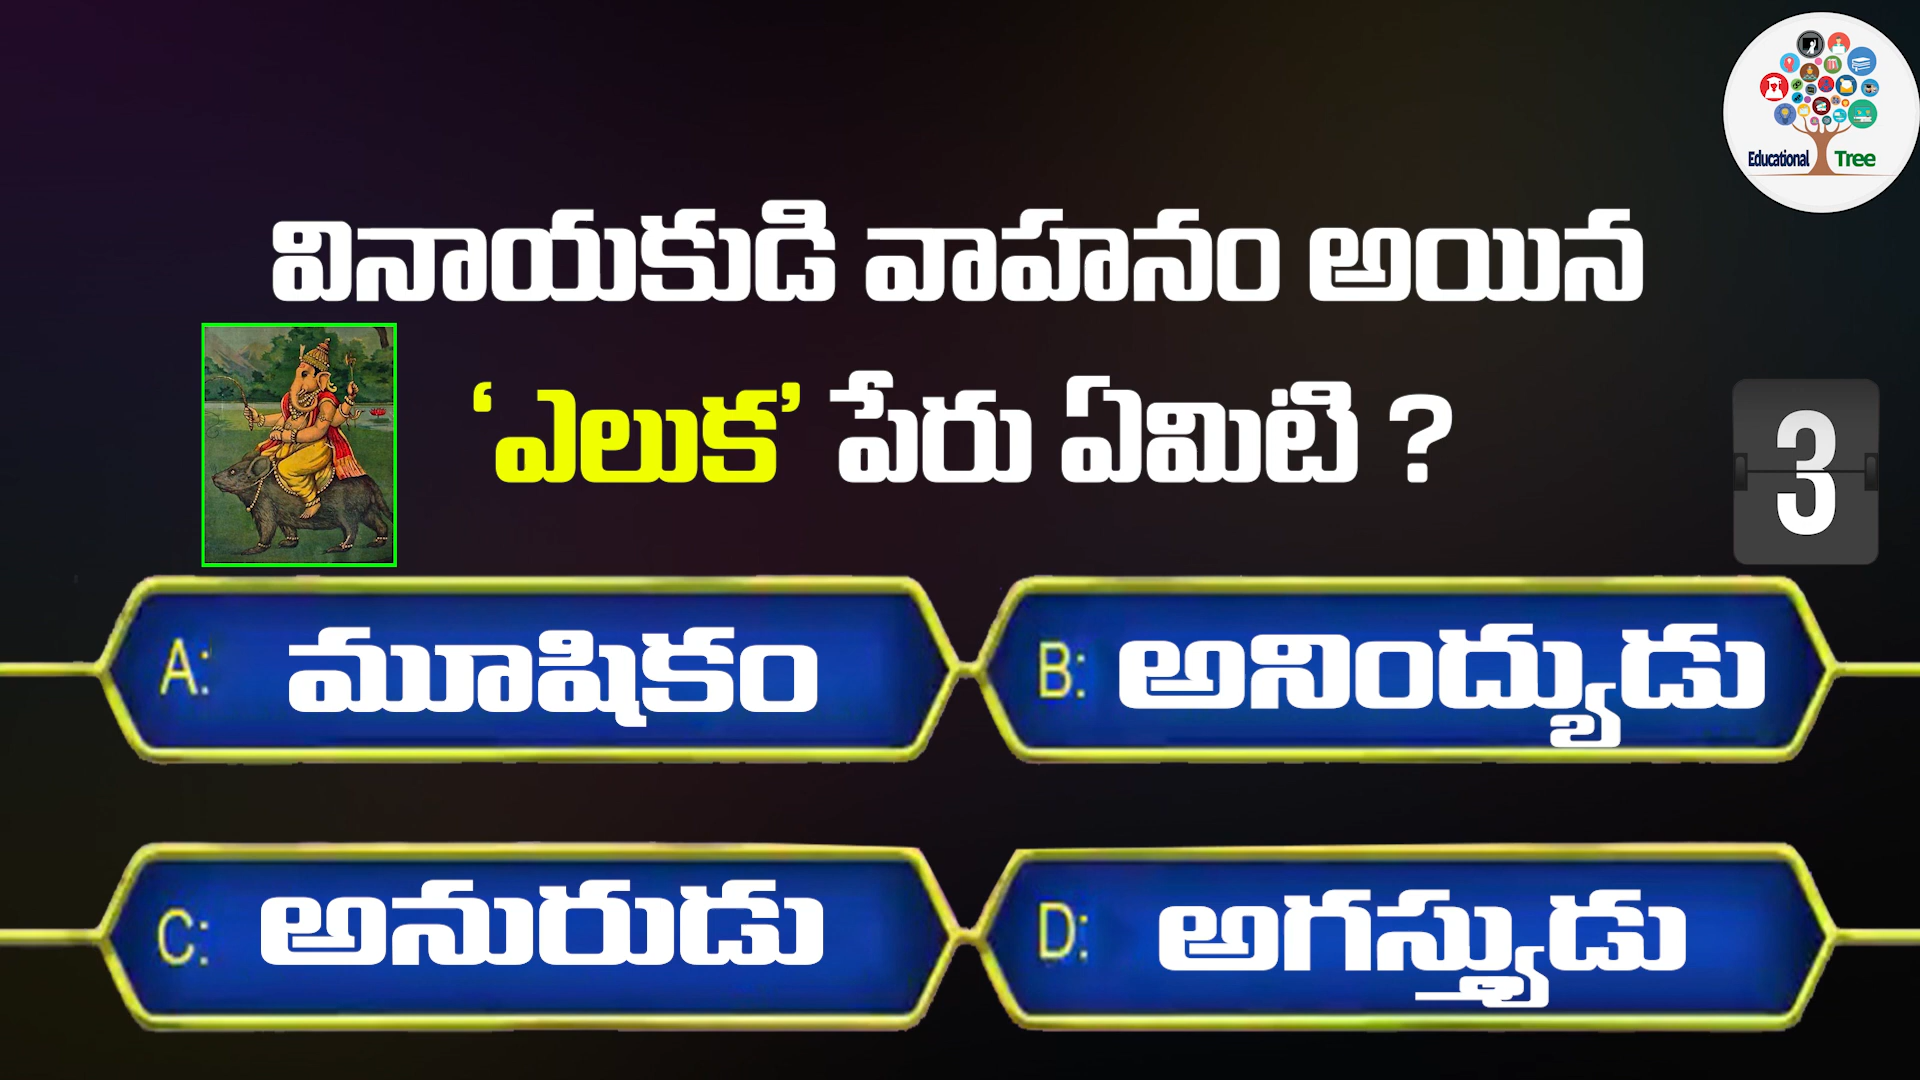 Educational Tree
వినాయకుడి వాహనం అయిన
‘ఎలుక’ పేరు ఏమిటి ?
3
A: మూషికం
B: అనింద్యుడు
C: అనురుడు
D: అగస్త్యుడు